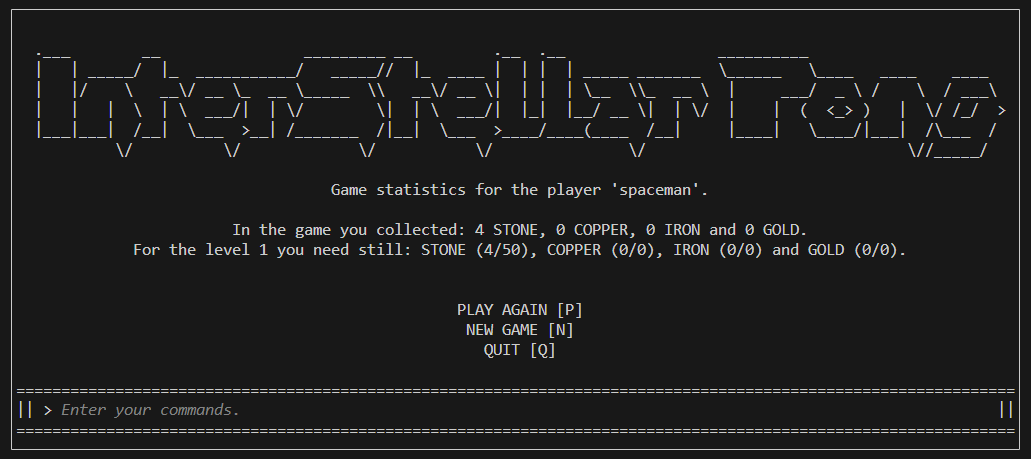 InterStellar Pong
Game statistics for the player 'spaceman'.
In the game you collected: 4 STONE, 0 COPPER, 0 IRON and 0 GOLD.
For the level 1 you need still: STONE (4/50), COPPER (0/0), IRON (0/0) and GOLD (0/0).
PLAY AGAIN [P]
NEW GAME [N]
QUIT [Q]
|| > Enter your commands. ||